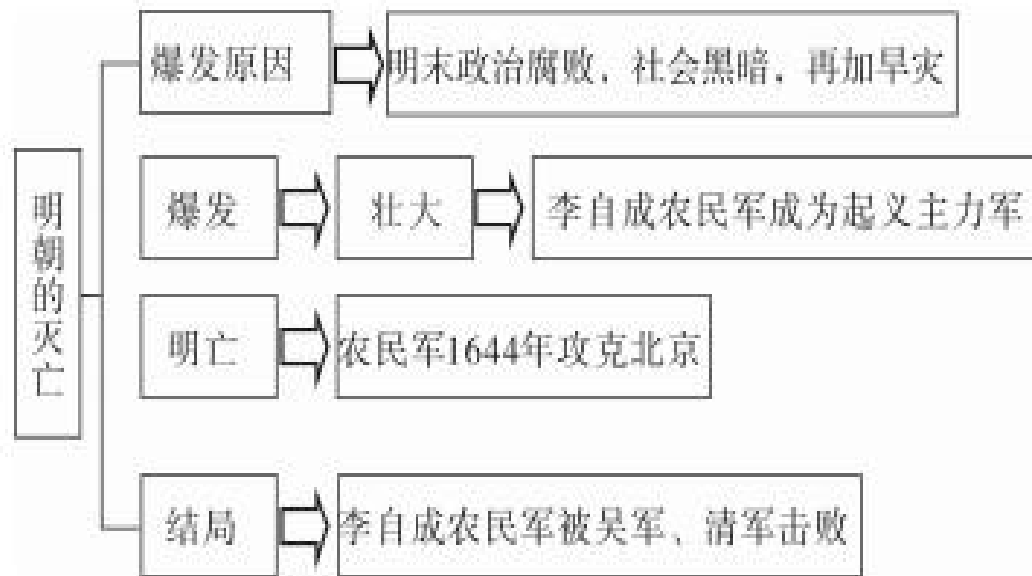 明朝的灭亡
爆发原因
明末政治腐败，社会黑暗，再加旱灾
爆发
壮大
李自成农民军成为起义主力军
明亡
农民军1644年攻克北京
结局
李自成农民军被吴军、清军击败